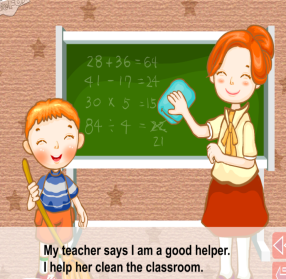 28+36=64
41-17=24
30 × 5 =15
84 ÷ 4 =
21
My teacher says I am a good helper.
I help her clean the classroom.